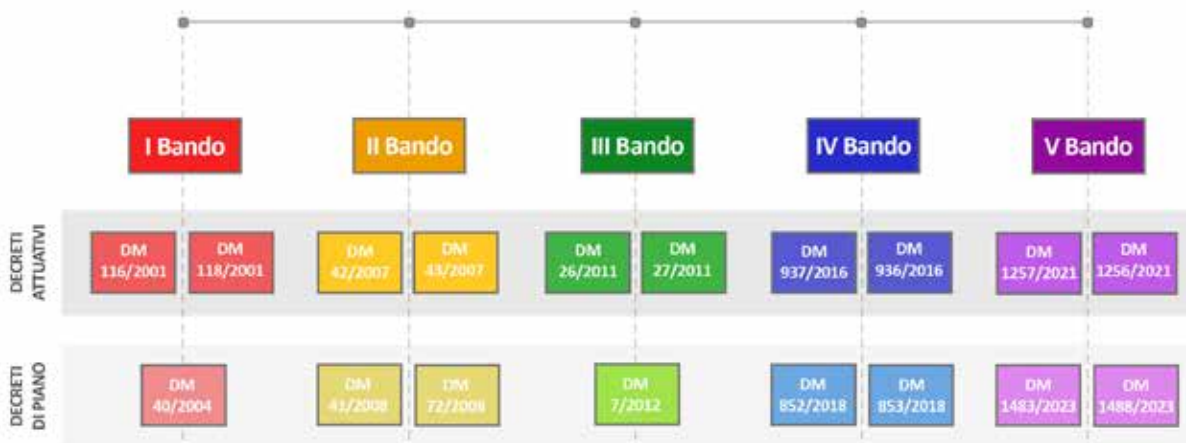 I Bando
II Bando
III Bando
IV Bando
V Bando
DECRETI
ATTUATIVI
DM
116/2001
DM
118/2001
DM
42/2007
DM
43/2007
DM
26/2011
DM
27/2011
DM
937/2016
DM
936/2016
DM
1257/2021
DM
1256/2021
DECRETI
DI PIANO
DM
40/2004
DM
41/2008
DM
72/2008
DM
7/2012
DM
852/2018
DM
853/2018
DM
1483/2023
DM
1488/2023